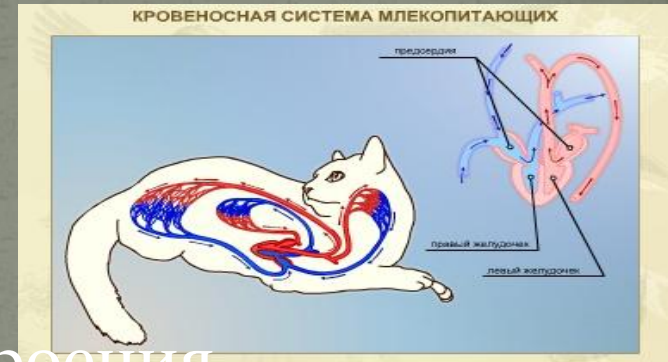 КРОВЕНОСНАЯ СИСТЕМА МЛЕКОПИТАЮЩИХ
предсердия
правый желудочек
левый желудочек